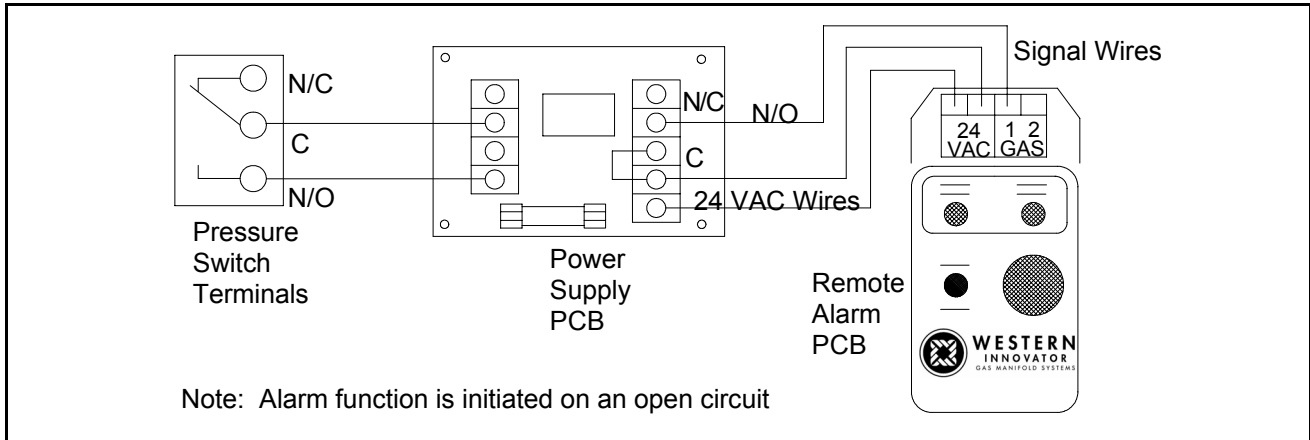 N/C
C
N/O
Pressure
Switch
Terminals
N/C
N/O
C
24 VAC Wires
Power
Supply
PCB
Signal Wires
24 1 2
VAC GAS
Remote
Alarm
PCB
WESTERN
INNOVATOR
GAS MANIFOLD SYSTEMS
Note: Alarm function is initiated on an open circuit